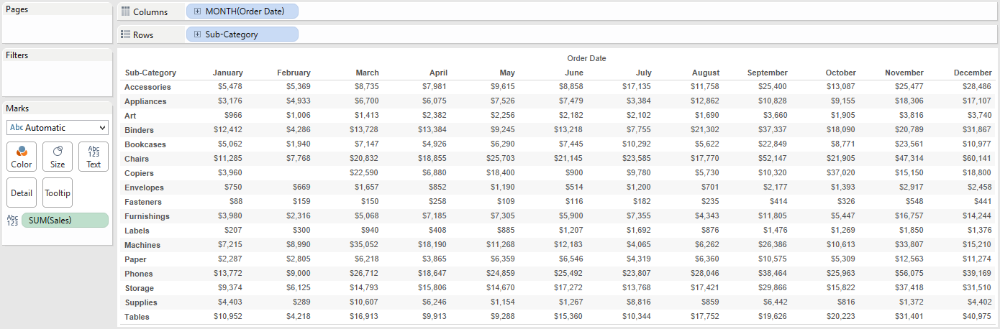 Pages
Columns MONTH(Order Date)
Rows Sub-Category
Filters
Marks
Abc Automatic
Color Size Abc 123 Text
Detail Tooltip
Abc 123 SUM(Sales)
Order Date
Sub-Category January February March April May June July August September October November December
Accessories $5,478 $5,369 $8,735 $7,981 $9,615 $8,858 $17,135 $11,758 $25,400 $13,087 $25,477 $28,486
Appliances $3,176 $4,933 $6,700 $6,075 $7,526 $7,479 $3,384 $12,862 $10,828 $9,155 $18,306 $17,107
Art $966 $1,006 $1,413 $2,382 $2,256 $2,182 $2,102 $1,690 $3,660 $1,905 $3,816 $3,740
Binders $12,412 $4,286 $13,728 $13,384 $9,245 $13,218 $7,755 $21,302 $37,337 $18,090 $20,789 $31,867
Bookcases $5,062 $1,940 $7,147 $4,926 $6,290 $7,445 $10,292 $5,622 $22,849 $8,771 $23,561 $10,977
Chairs $11,285 $7,768 $20,832 $18,855 $25,703 $21,145 $23,585 $17,770 $52,147 $21,905 $47,314 $60,141
Copiers $3,960 $22,590 $6,880 $18,400 $900 $9,780 $5,730 $10,320 $37,020 $15,150 $18,800
Envelopes $750 $669 $1,657 $852 $1,190 $514 $1,200 $701 $2,177 $1,393 $2,917 $2,458
Fasteners $88 $159 $150 $258 $109 $116 $182 $235 $414 $326 $548 $441
Furnishings $3,980 $2,316 $5,068 $7,185 $7,305 $5,900 $7,355 $4,343 $11,805 $5,447 $16,757 $14,244
Labels $207 $300 $940 $408 $885 $1,207 $1,692 $876 $1,476 $1,269 $1,850 $1,376
Machines $7,215 $8,990 $35,052 $18,190 $11,268 $12,183 $4,065 $6,262 $26,386 $10,613 $33,807 $15,210
Paper $2,287 $2,805 $6,218 $3,865 $6,359 $6,546 $4,319 $6,360 $10,575 $5,309 $12,563 $11,274
Phones $13,772 $9,000 $26,712 $18,647 $24,859 $25,492 $23,807 $28,046 $38,464 $25,963 $56,075 $39,169
Storage $9,374 $6,125 $14,793 $15,806 $14,670 $17,272 $13,768 $17,421 $29,866 $15,822 $37,418 $31,510
Supplies $4,403 $289 $10,607 $6,246 $1,154 $1,267 $8,816 $859 $6,442 $816 $1,372 $4,402
Tables $10,952 $4,218 $16,913 $9,913 $9,288 $15,360 $10,344 $17,752 $19,626 $20,223 $31,401 $40,975